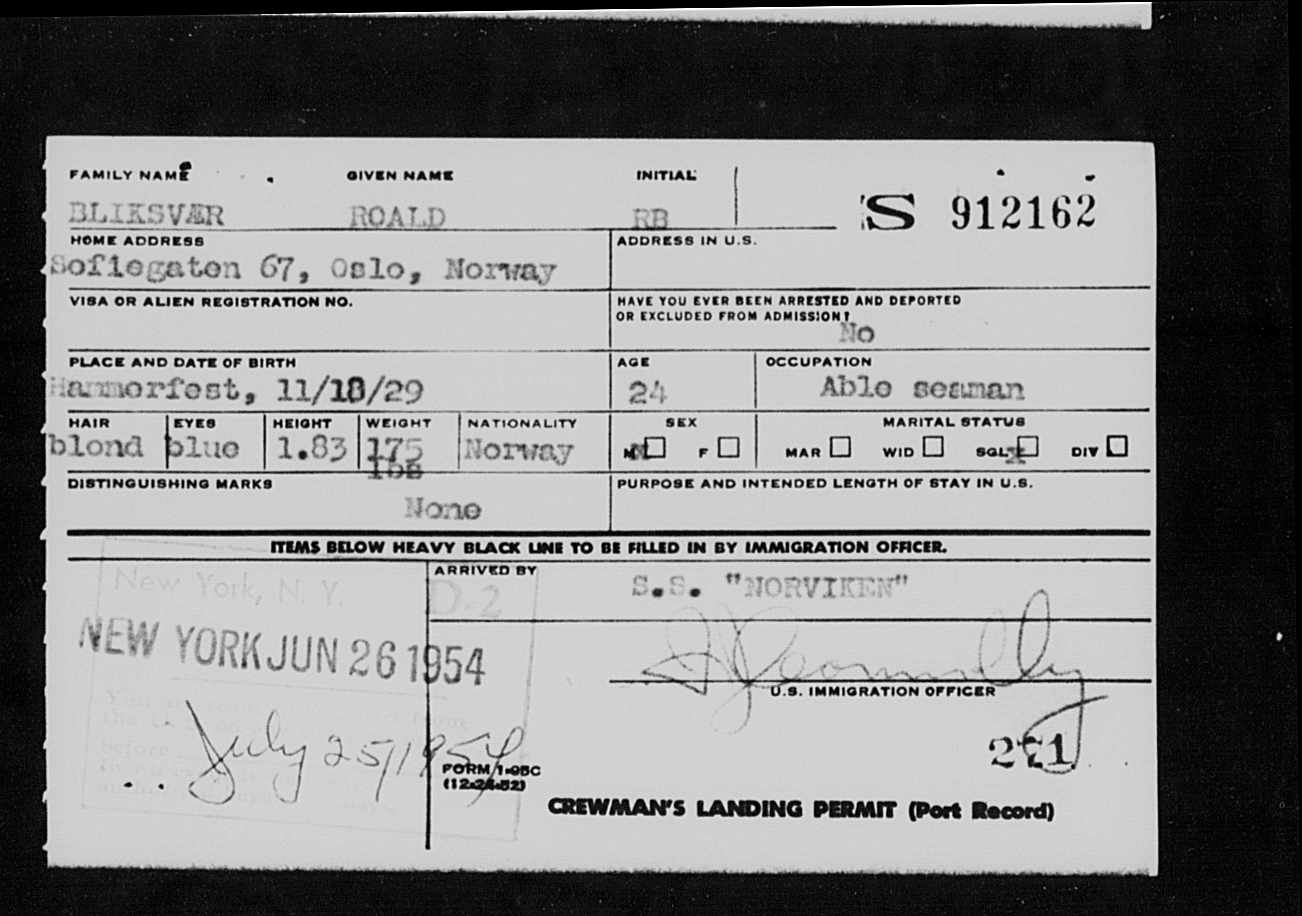 FAMILY NAME GIVEN NAME INITIAL
BLIKSVÆR ROALD RB
S 912162
HOME ADDRESS ADDRESS IN U.S.
Sofiegaten 67, Oslo, Norway
VISA OR ALIEN REGISTRATION NO. HAVE YOU EVER BEEN ARRESTED AND DEPORTED
OR EXCLUDED FROM ADMISSION?
No
PLACE AND DATE OF BIRTH AGE OCCUPATION
Hammerfest, 11/18/29 24 Able seaman
HAIR EYES HEIGHT WEIGHT NATIONALITY SEX MARITAL STATUS
blond blue 1.83 175 Norway M F MAR WID SGL X DIV
lbs
DISTINGUISHING MARKS PURPOSE AND INTENDED LENGTH OF STAY IN U.S.
None
ITEMS BELOW HEAVY BLACK LINE TO BE FILLED IN BY IMMIGRATION OFFICER.
ARRIVED BY S.S. "NORVIKEN"
New York, N. Y. D-2
NEW YORK JUN 26 1954
U.S. IMMIGRATION OFFICER
July 25/1954
271
FORM I-95C
(12-24-52)
CREWMAN'S LANDING PERMIT (Port Record)